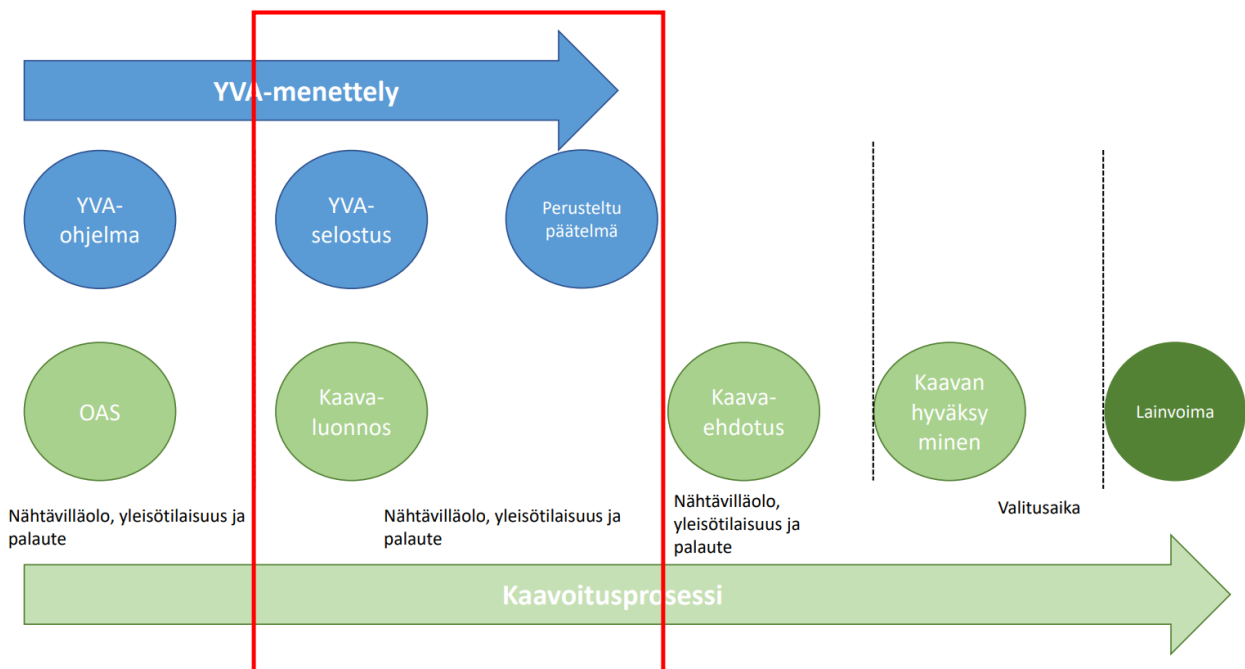 YVA-menettely
YVA-
ohjelma
YVA-
selostus
Perusteltu
päätelmä
OAS
Kaava-
luonnos
Kaava-
ehdotus
Kaavan
hyväksy
minen
Lainvoima
Nähtävilläolo, yleisötilaisuus ja
palaute
Nähtävilläolo, yleisötilaisuus ja
palaute
Nähtävilläolo,
yleisötilaisuus ja
palaute
Valitusaika
Kaavoitusprosessi